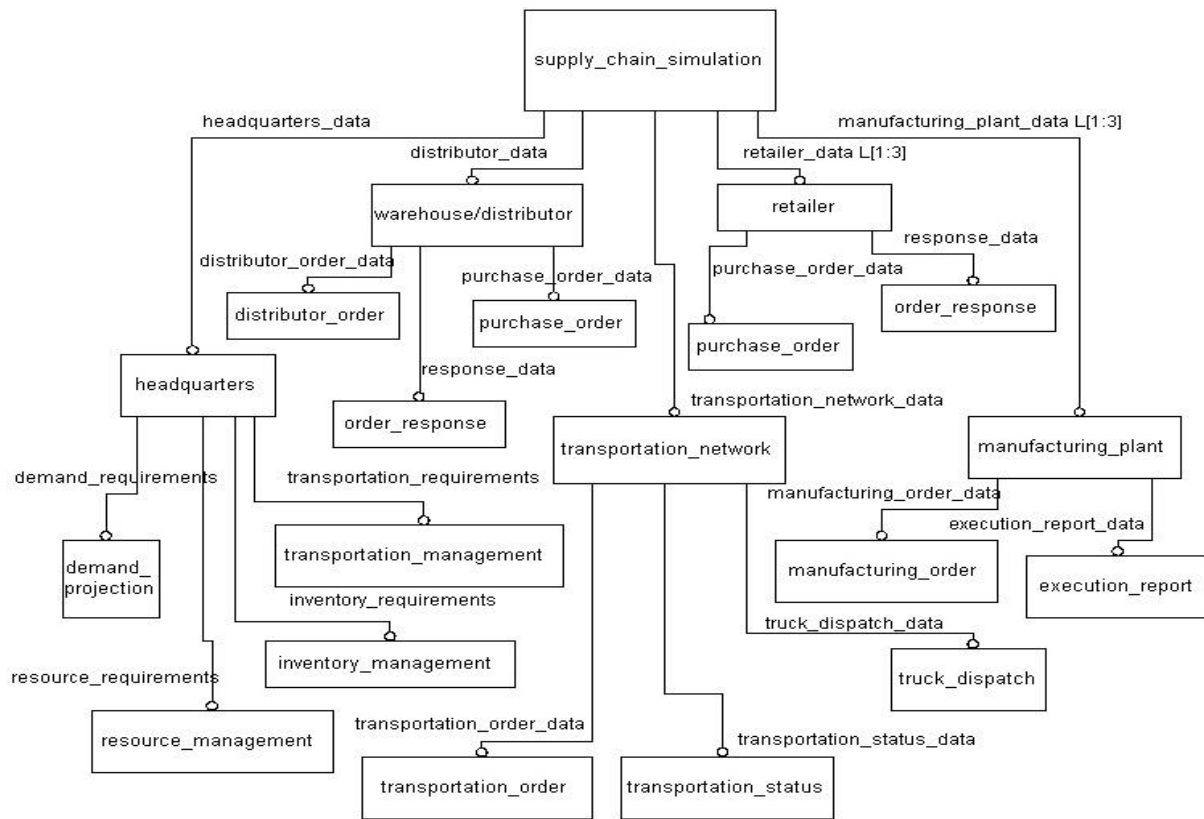 supply_chain_simulation
headquarters_data
manufacturing_plant_data L[1:3]
distributor_data
retailer_data L[1:3]
warehouse/distributor
retailer
response_data
distributor_order_data
purchase_order_data
purchase_order_data
distributor_order
purchase_order
order_response
purchase_order
headquarters
response_data
order_response
transportation_network_data
transportation_network
manufacturing_plant
demand_requirements
transportation_requirements
manufacturing_order_data
execution_report_data
demand_
projection
transportation_management
manufacturing_order
execution_report
inventory_requirements
truck_dispatch_data
inventory_management
truck_dispatch
resource_requirements
resource_management
transportation_order_data
transportation_status_data
transportation_order
transportation_status